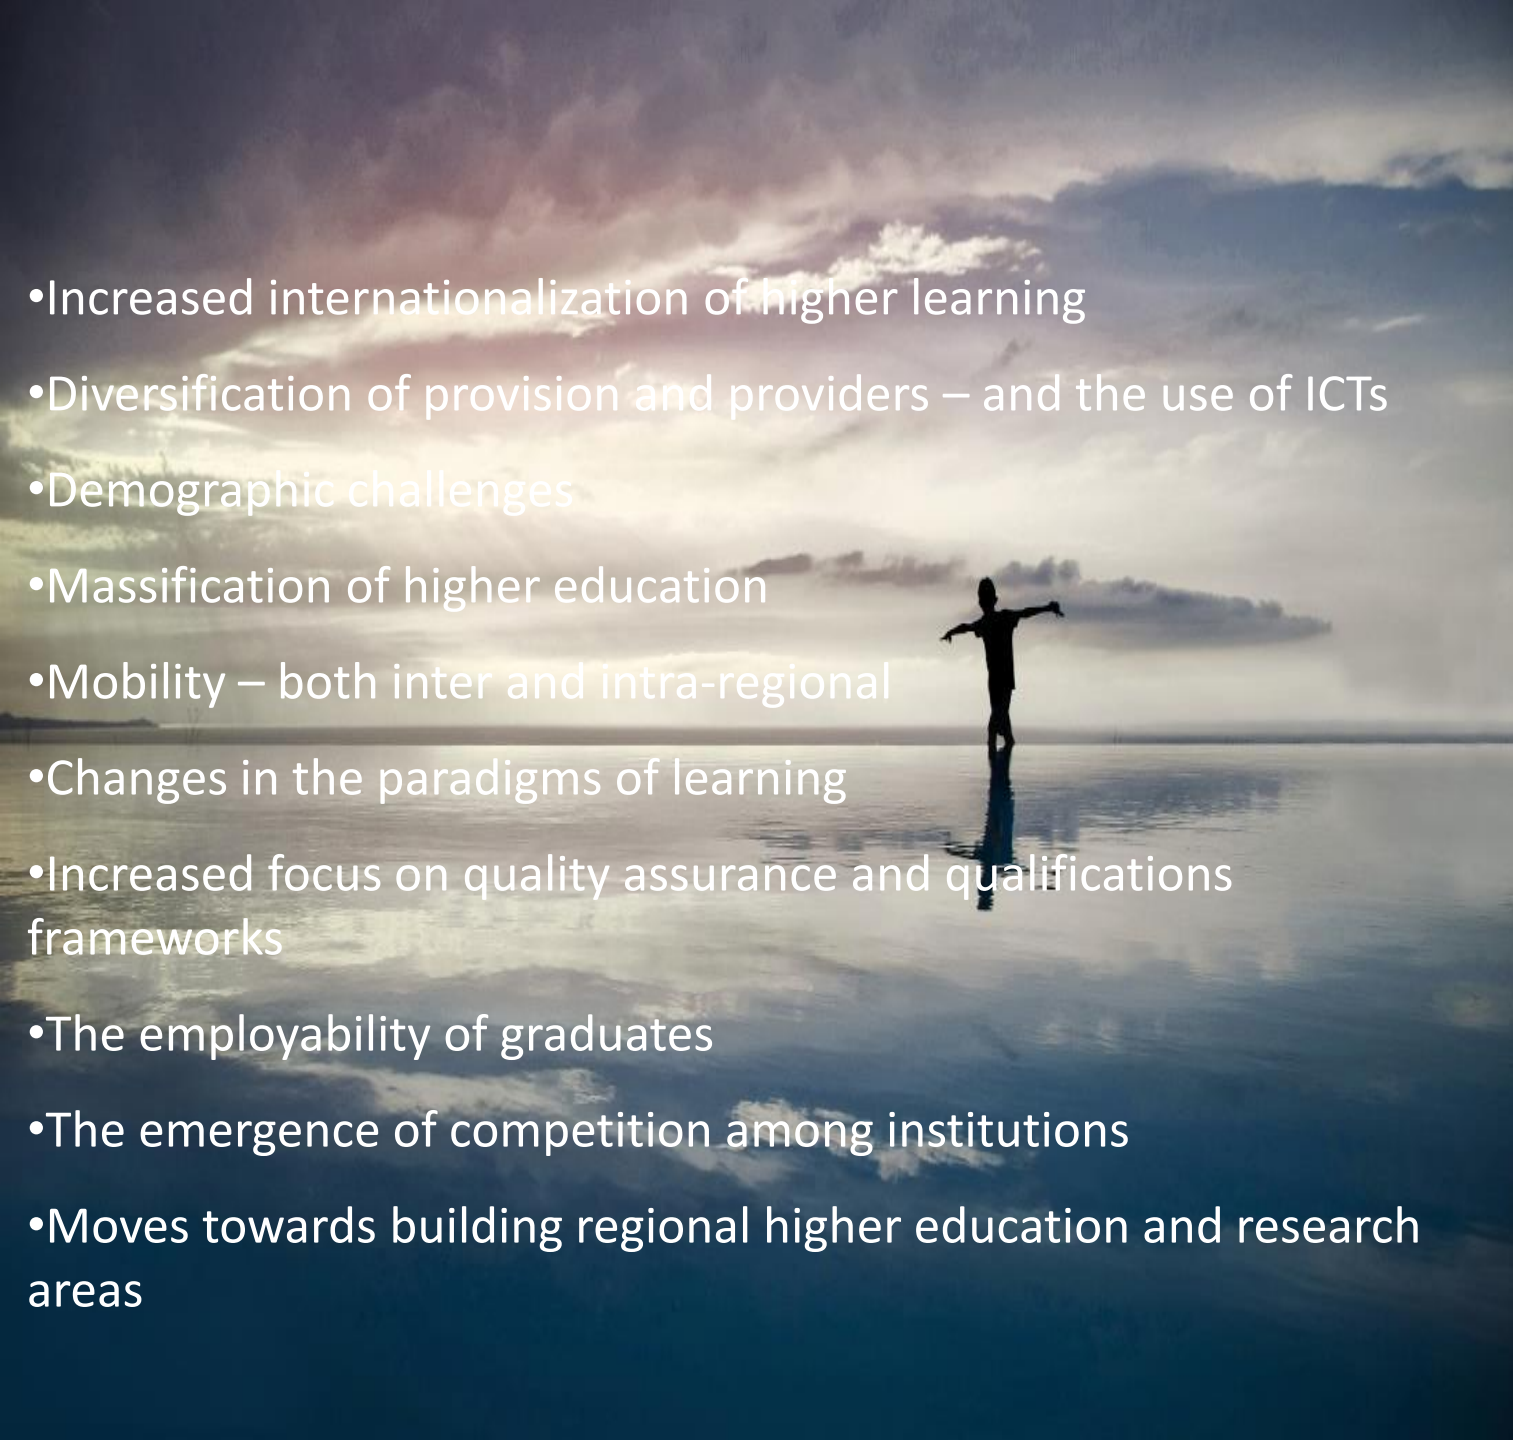 •Increased internationalization of higher learning
•Diversification of provision and providers – and the use of ICTs
•Demographic challenges
•Massification of higher education
•Mobility – both inter and intra-regional
•Changes in the paradigms of learning
•Increased focus on quality assurance and qualifications
frameworks
•The employability of graduates
•The emergence of competition among institutions
•Moves towards building regional higher education and research
areas